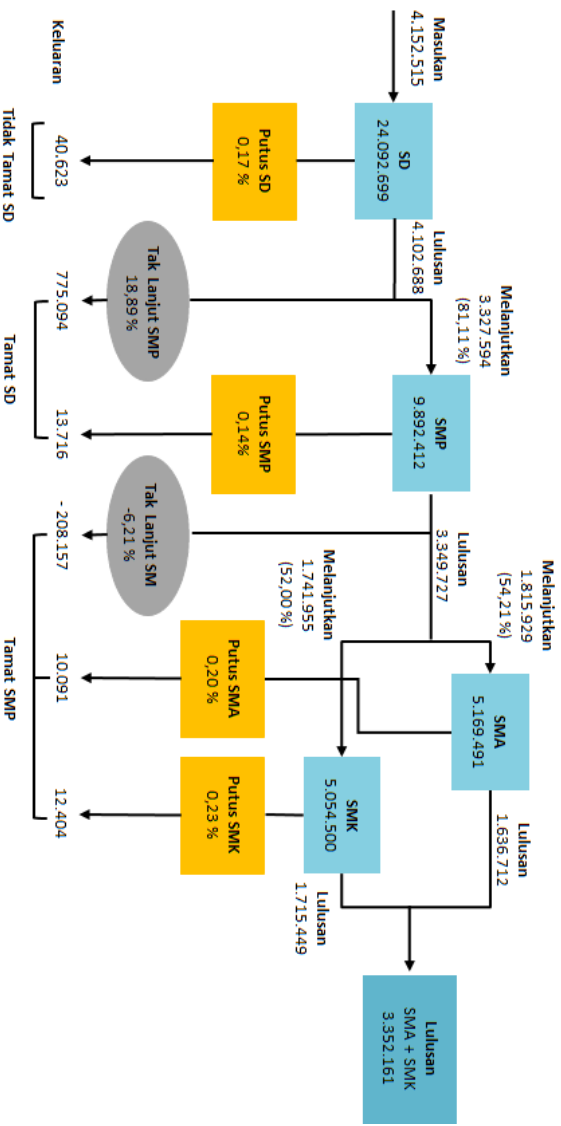 Masukan
4.152.515
SD
24.092.699
Lulusan
4.102.688
Melanjutkan
3.327.594
(81,11 %)
SMP
9.892.412
Lulusan
3.349.727
Melanjutkan
1.815.929
(54,21 %)
SMA
5.169.491
Lulusan
1.636.712
Melanjutkan
1.741.955
(52,00 %)
SMK
5.054.500
Lulusan
1.715.449
Lulusan
SMA + SMK
3.352.161
Putus SD
0,17 %
Tak Lanjut SMP
18,89 %
Putus SMP
0,14%
Tak Lanjut SM
-6,21 %
Putus SMA
0,20 %
Putus SMK
0,23 %
Keluaran
40.623
775.094
13.716
- 208.157
10.091
12.404
Tidak Tamat SD
Tamat SD
Tamat SMP